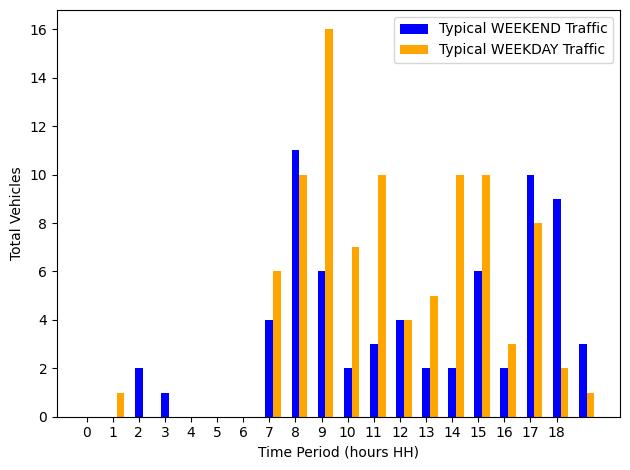 Typical WEEKEND Traffic
Typical WEEKDAY Traffic
16
14
12
10
8
6
4
2
0
Total Vehicles
0 1 2 3 4 5 6 7 8 9 10 11 12 13 14 15 16 17 18
Time Period (hours HH)